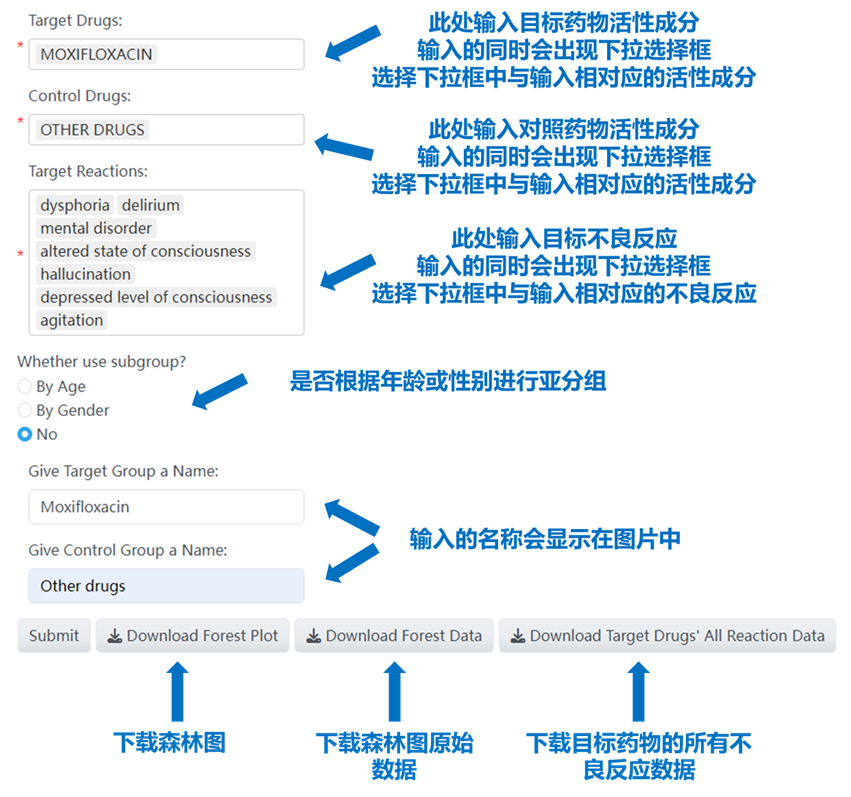 Target Drugs:
* MOXIFLOXACIN
此处输入目标药物活性成分
输入的同时会出现下拉选择框
选择下拉框中与输入相对应的活性成分
Control Drugs:
* OTHER DRUGS
此处输入对照药物活性成分
输入的同时会出现下拉选择框
选择下拉框中与输入相对应的活性成分
Target Reactions:
dysphoria delirium
mental disorder
* altered state of consciousness
hallucination
depressed level of consciousness
agitation
此处输入目标不良反应
输入的同时会出现下拉选择框
选择下拉框中与输入相对应的不良反应
Whether use subgroup?
By Age
By Gender
No
是否根据年龄或性别进行亚分组
Give Target Group a Name:
Moxifloxacin
Give Control Group a Name:
Other drugs
输入的名称会显示在图片中
Submit Download Forest Plot Download Forest Data Download Target Drugs' All Reaction Data
下载森林图
下载森林图原始
数据
下载目标药物的所有不
良反应数据